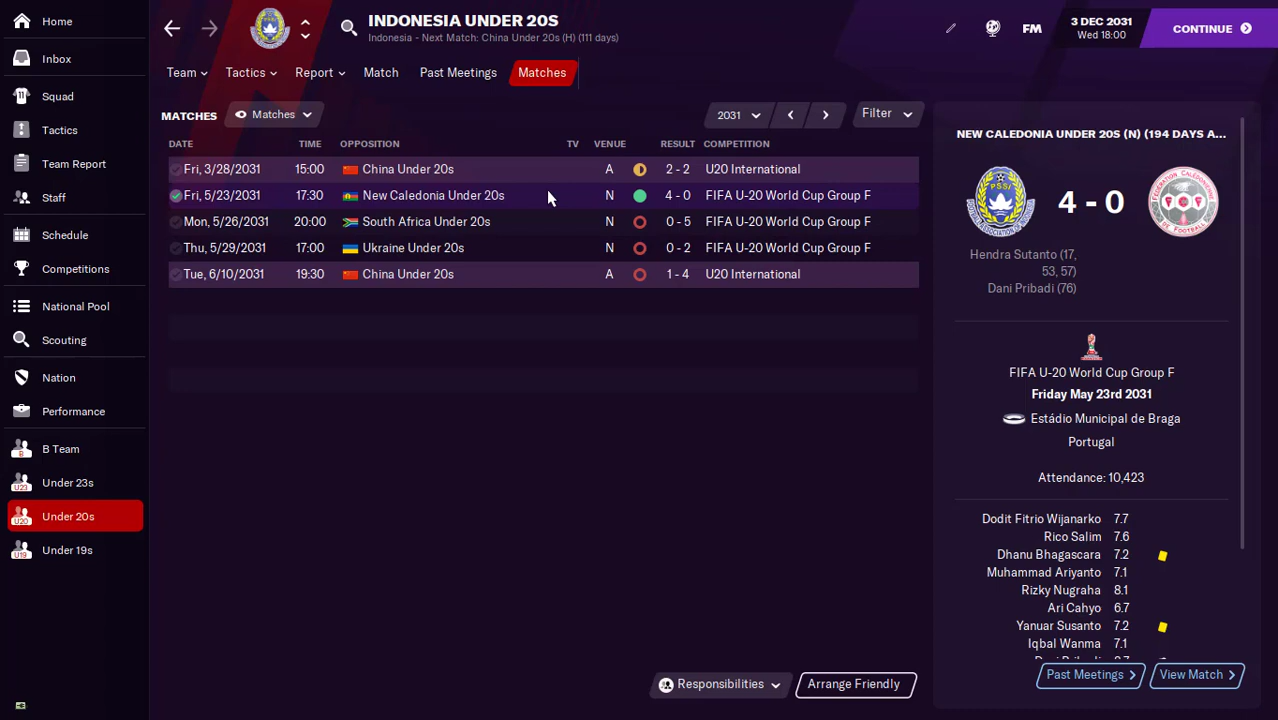 Home
Inbox
Squad
Tactics
Team Report
Staff
Schedule
Competitions
National Pool
Scouting
Nation
Performance
B Team
Under 23s
Under 20s
Under 19s
INDONESIA UNDER 20S
Indonesia - Next Match: China Under 20s (H) (111 days)
FM
3 DEC 2031
Wed 18:00
CONTINUE
Team Tactics Report Match Past Meetings Matches
MATCHES Matches 2031 Filter
DATE TIME OPPOSITION TV VENUE RESULT COMPETITION
Fri, 3/28/2031 15:00 China Under 20s A 2 - 2 U20 International
Fri, 5/23/2031 17:30 New Caledonia Under 20s N 4 - 0 FIFA U-20 World Cup Group F
Mon, 5/26/2031 20:00 South Africa Under 20s N 0 - 5 FIFA U-20 World Cup Group F
Thu, 5/29/2031 17:00 Ukraine Under 20s N 0 - 2 FIFA U-20 World Cup Group F
Tue, 6/10/2031 19:30 China Under 20s A 1 - 4 U20 International
Responsibilities
Arrange Friendly
NEW CALEDONIA UNDER 20S (N) (194 DAYS A...
4 - 0
Hendra Sutanto (17,
53, 57)
Dani Pribadi (76)
FIFA U-20 World Cup Group F
Friday May 23rd 2031
Estádio Municipal de Braga
Portugal
Attendance: 10,423
Dodit Fitrio Wijanarko 7.7
Rico Salim 7.6
Dhanu Bhagascara 7.2
Muhammad Ariyanto 7.1
Rizky Nugraha 8.1
Ari Cahyo 6.7
Yanuar Susanto 7.2
Iqbal Wanma 7.1
Past Meetings
View Match